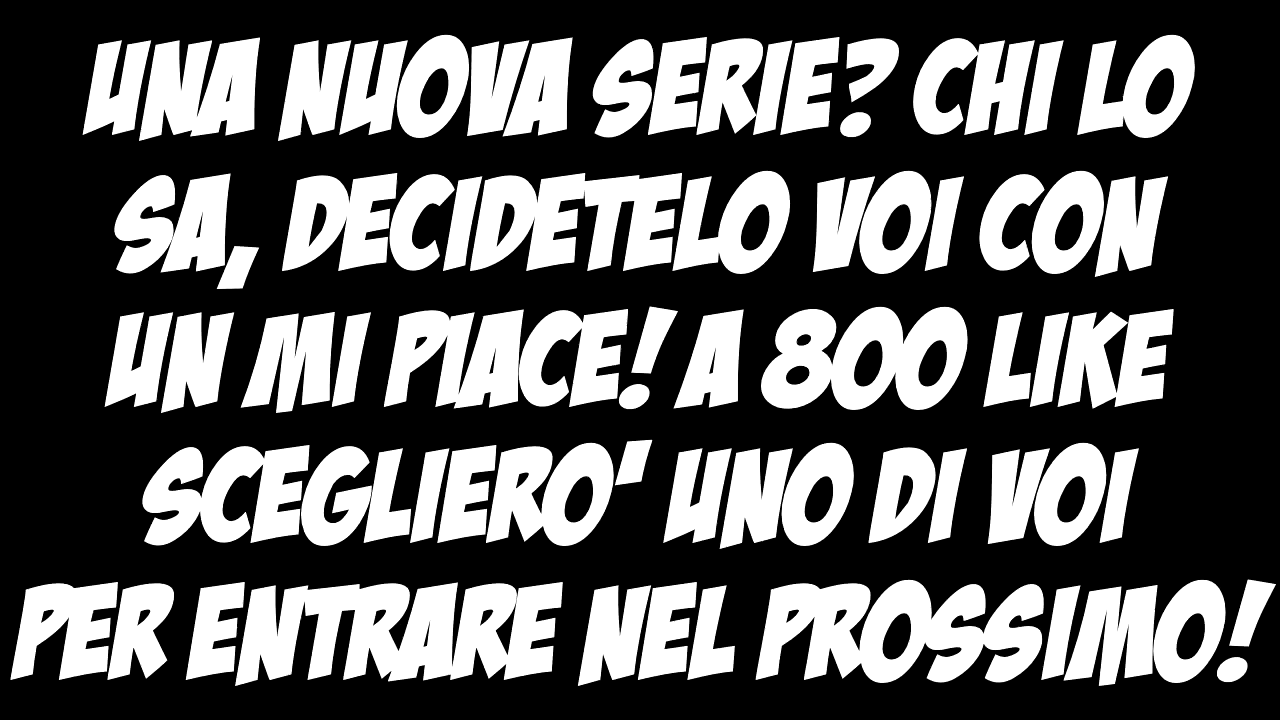 UNA NUOVA SERIE? CHI LO
SA, DECIDETELO VOI CON
UN MI PIACE! A 800 LIKE
SCEGLIERO' UNO DI VOI
PER ENTRARE NEL PROSSIMO!